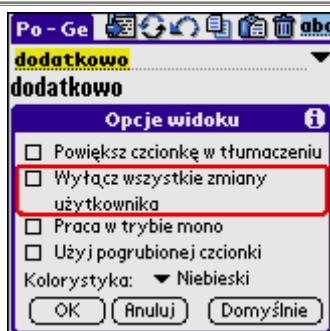 Po - Ge abc
dodatkowo
dodatkowo
Opcje widoku i
Powiększ czcionkę w tłumaczeniu
Wyłącz wszystkie zmiany
użytkownika
Praca w trybie mono
Użyj pogrubionej czcionki
Kolorystyka: Niebieski
OK Anuluj Domyślnie